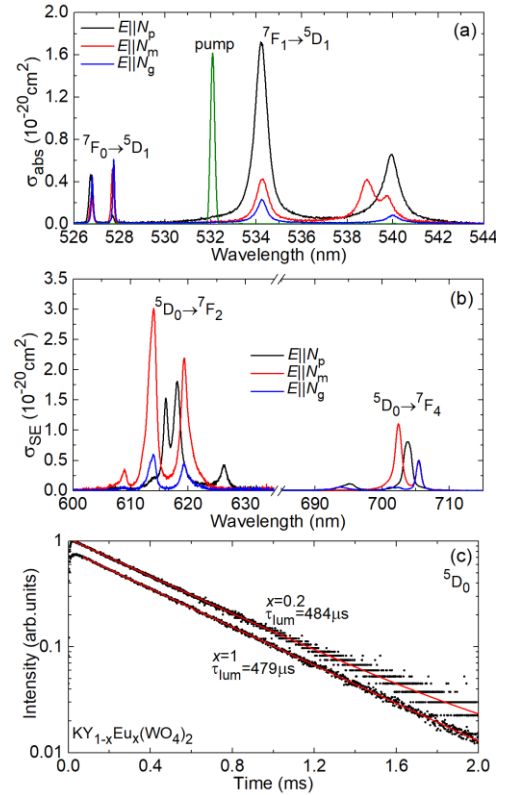 (a)
E||Np
E||Nm
E||Ng
pump
⁷F₁→⁵D₁
⁷F₀→⁵D₁
σabs (10⁻²⁰cm²)
1.8
1.2
0.6
0.0
526 528 530 532 534 536 538 540 542 544
Wavelength (nm)
(b)
⁵D₀→⁷F₂
E||Np
E||Nm
E||Ng
⁵D₀→⁷F₄
σSE (10⁻²⁰cm²)
3.5
3.0
2.5
2.0
1.5
1.0
0.5
0.0
600 610 620 630 690 700 710
Wavelength (nm)
(c)
⁵D₀
x=0.2
τlum=484μs
x=1
τlum=479μs
KY1-xEux(WO4)2
Intensity (arb.units)
1
0.1
0.01
0.0 0.4 0.8 1.2 1.6 2.0
Time (ms)